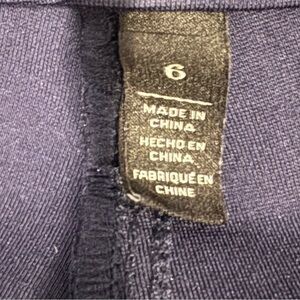 6
MADE IN
CHINA
HECHO EN
CHINA
FABRIQUÉ EN
CHINE